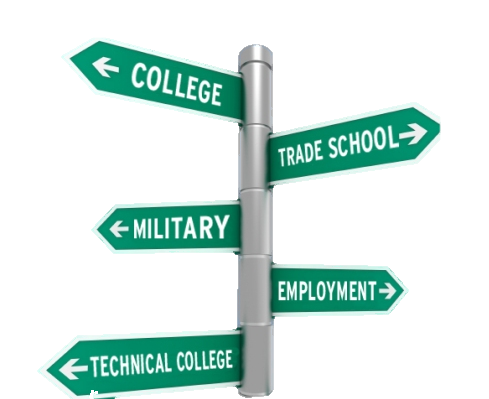 COLLEGE
TRADE SCHOOL
MILITARY
EMPLOYMENT
TECHNICAL COLLEGE